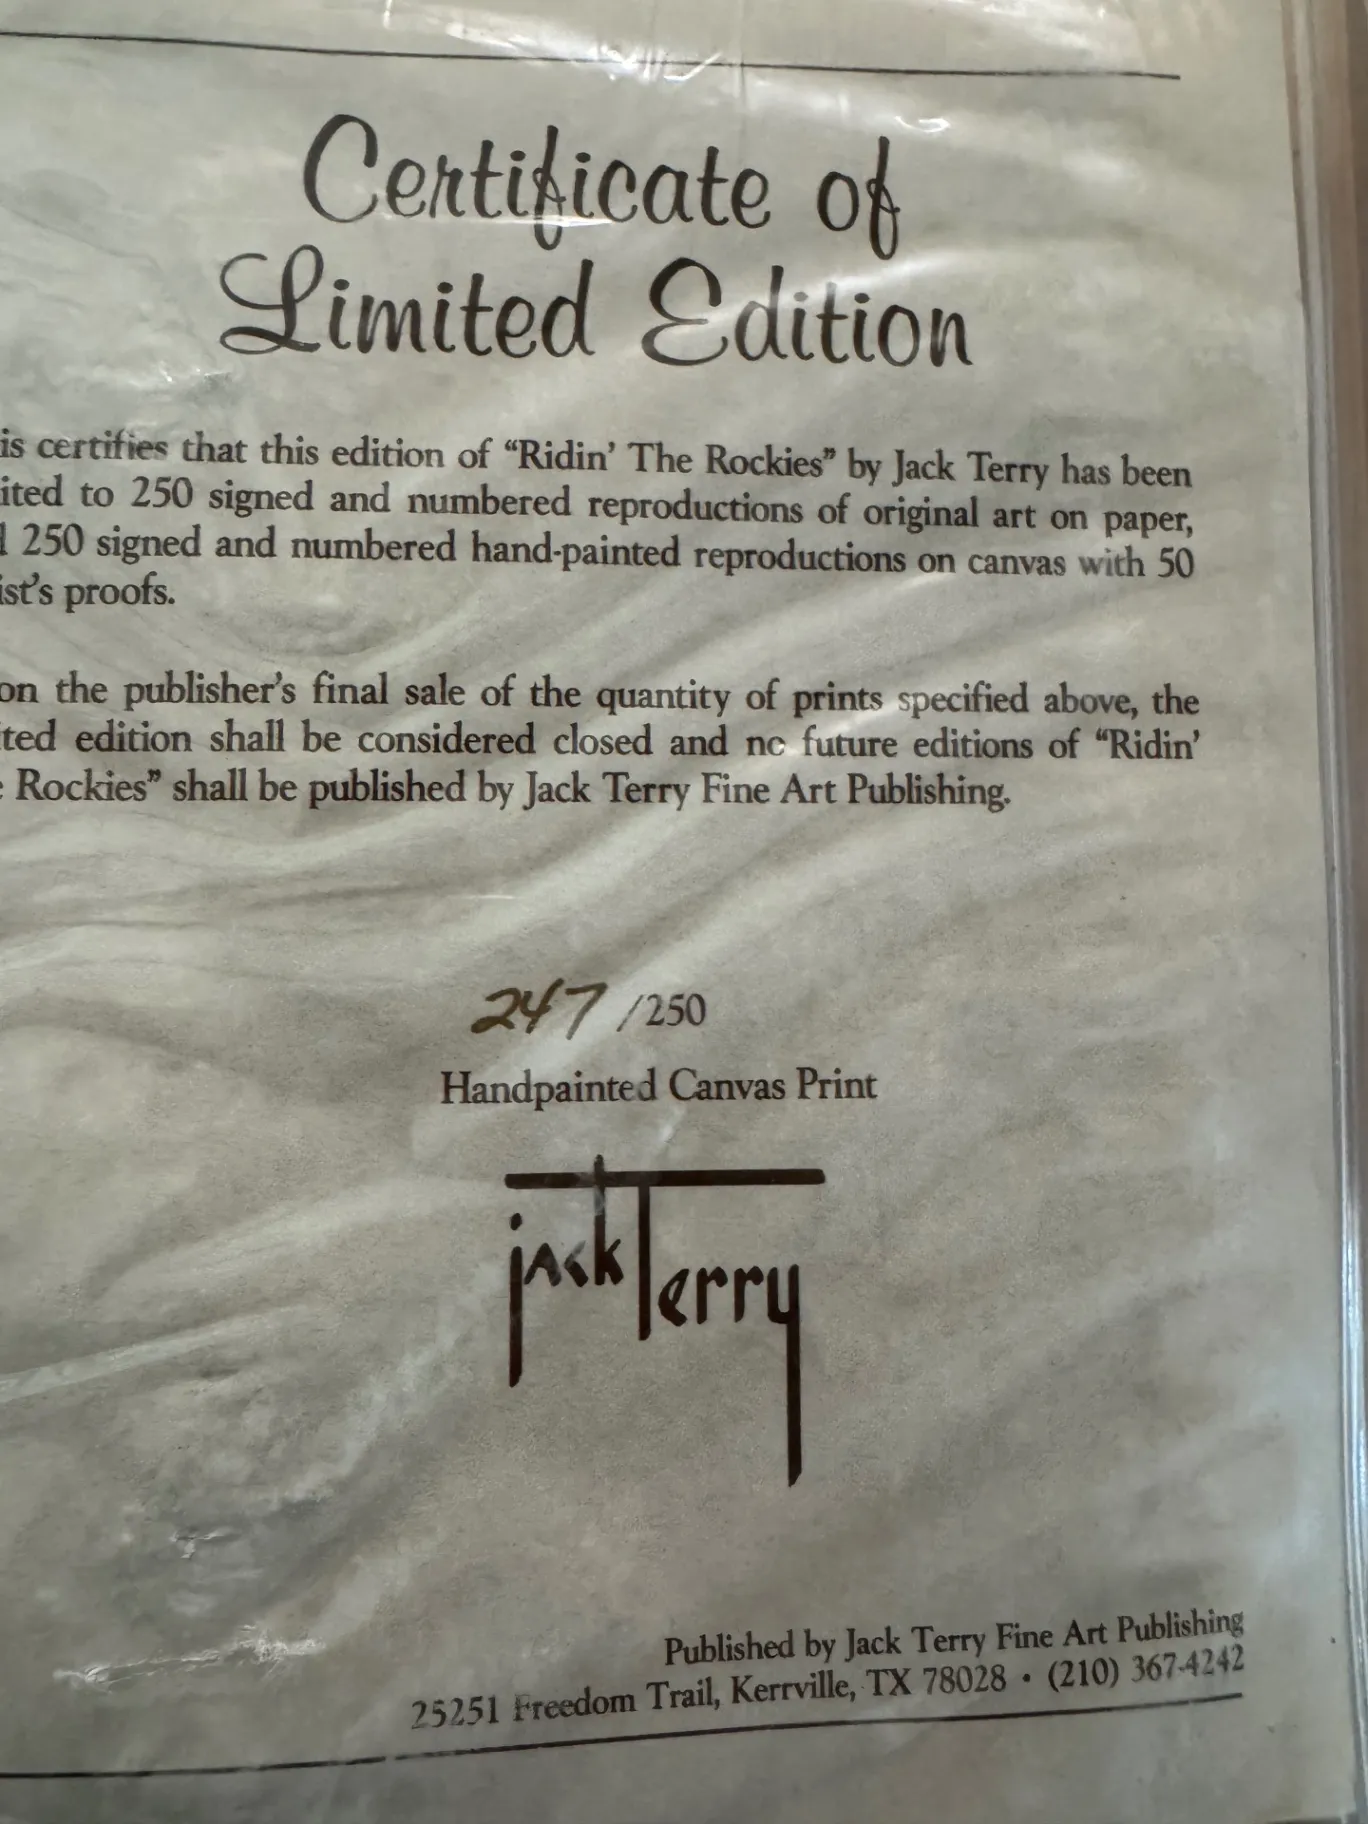 Certificate of
Limited Edition
is certifies that this edition of “Ridin’ The Rockies” by Jack Terry has been
ited to 250 signed and numbered reproductions of original art on paper,
250 signed and numbered hand-painted reproductions on canvas with 50
ist’s proofs.
on the publisher’s final sale of the quantity of prints specified above, the
ted edition shall be considered closed and no future editions of “Ridin’
Rockies” shall be published by Jack Terry Fine Art Publishing.
247 /250
Handpainted Canvas Print
jack Terry
Published by Jack Terry Fine Art Publishing
25251 Freedom Trail, Kerrville, TX 78028 • (210) 367-4242